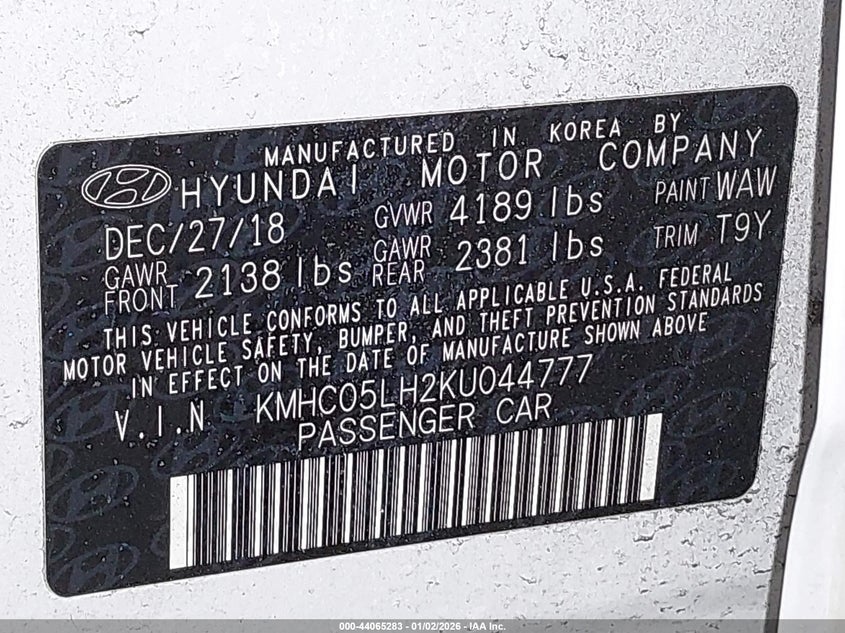 MANUFACTURED IN KOREA BY
HYUNDAI MOTOR COMPANY
DEC/27/18 GVWR 4189 lbs PAINT WAW
GAWR FRONT 2138 lbs GAWR REAR 2381 lbs TRIM T9Y
THIS VEHICLE CONFORMS TO ALL APPLICABLE U.S.A. FEDERAL
MOTOR VEHICLE SAFETY, BUMPER, AND THEFT PREVENTION STANDARDS
IN EFFECT ON THE DATE OF MANUFACTURE SHOWN ABOVE
V.I.N KMHC05LH2KU044777
PASSENGER CAR
000-44065283 - 01/02/2026 - IAA Inc.